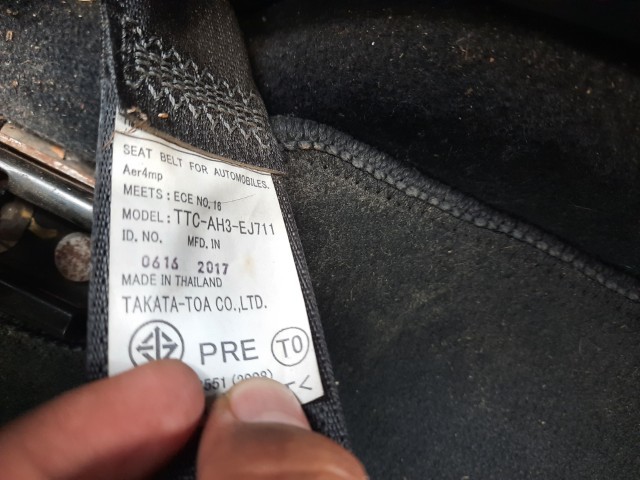 SEAT BELT FOR AUTOMOBILES.
Aer4mp
MEETS: ECE NO, 16
MODEL: TTC-AH3-EJ711
ID. NO. MFD. IN
0616 2017
MADE IN THAILAND
TAKATA-TOA CO.,LTD.
PRE TO